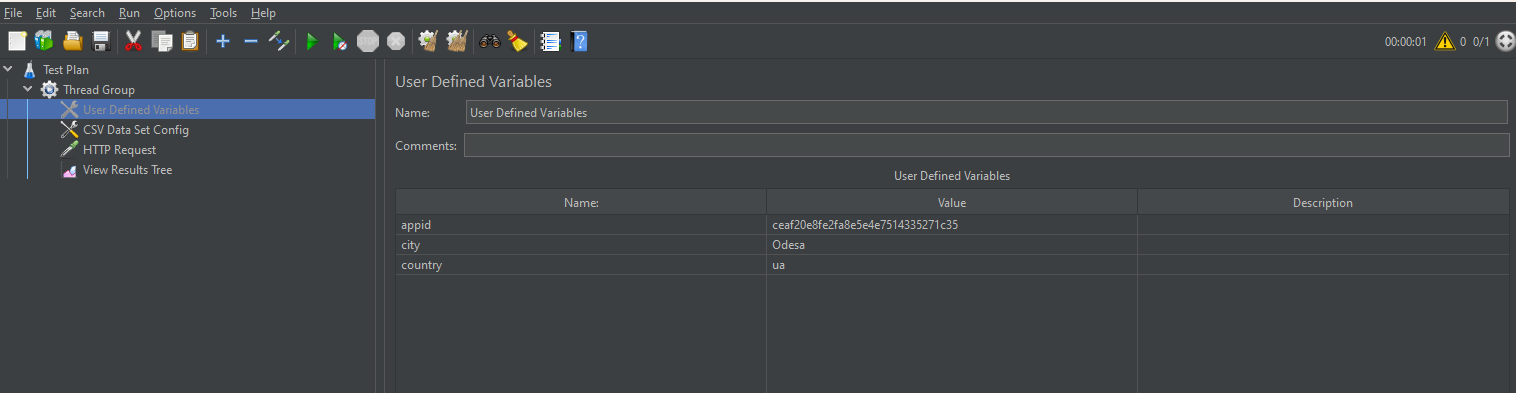 File Edit Search Run Options Tools Help
00:00:01 0 0/1
Test Plan
Thread Group
User Defined Variables
CSV Data Set Config
HTTP Request
View Results Tree
User Defined Variables
Name: User Defined Variables
Comments:
User Defined Variables
Name: Value Description
appid ceaf20e8fe2fa8e5e4e7514335271c35
city Odesa
country ua